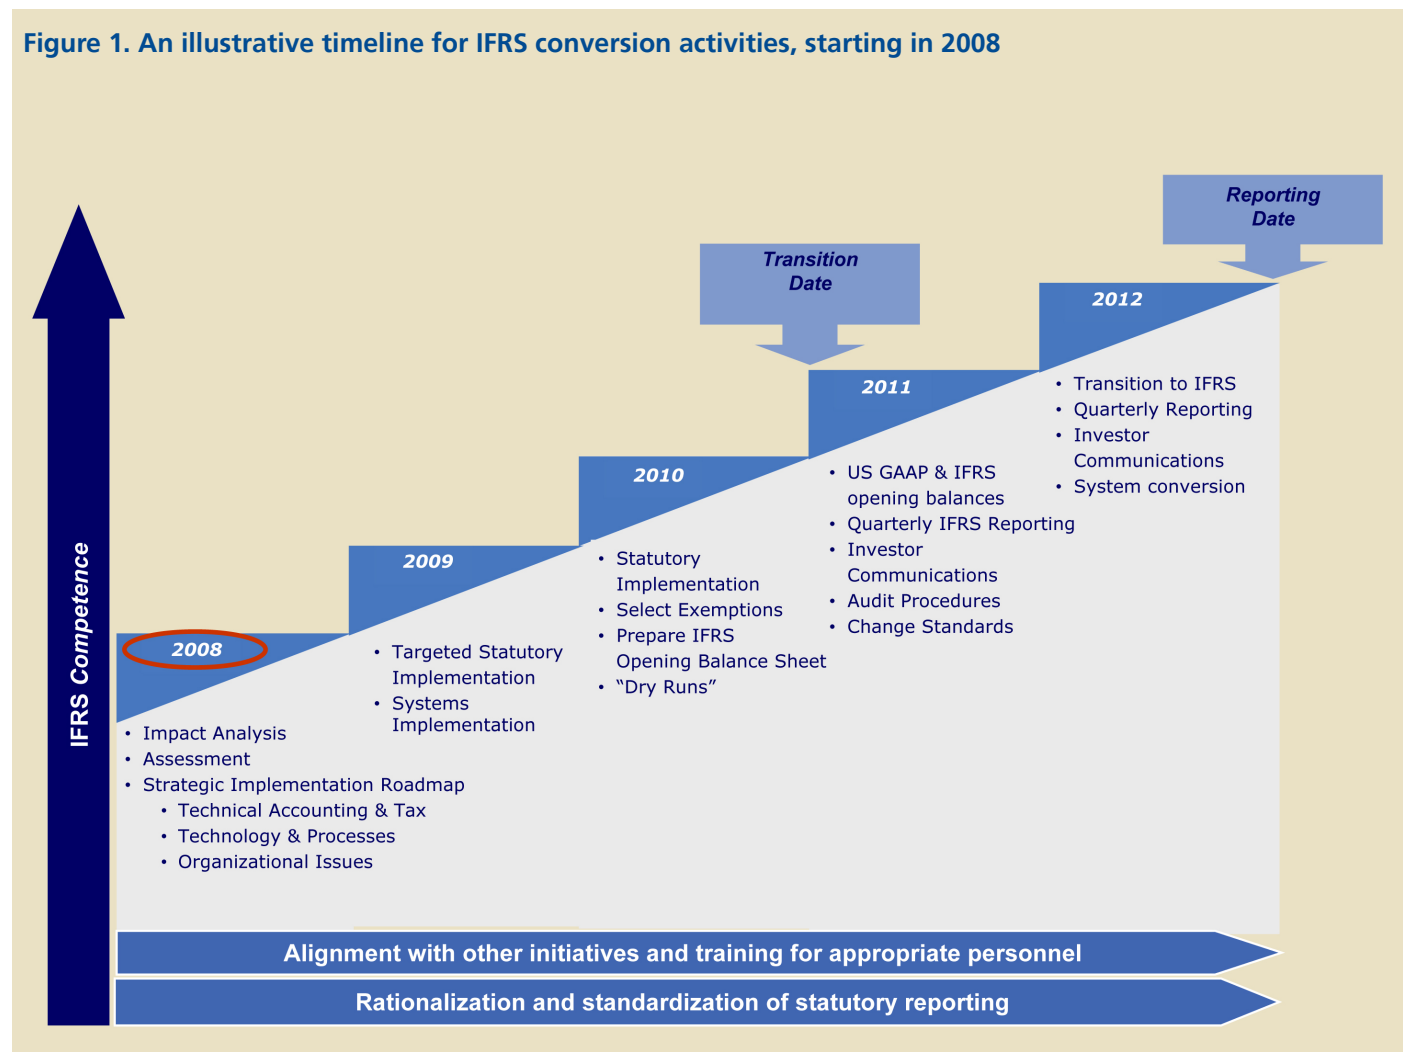 Figure 1. An illustrative timeline for IFRS conversion activities, starting in 2008
Reporting
Date
Transition
Date
IFRS Competence
2008
• Impact Analysis
• Assessment
• Strategic Implementation Roadmap
• Technical Accounting & Tax
• Technology & Processes
• Organizational Issues
2009
• Targeted Statutory
Implementation
• Systems
Implementation
2010
• Statutory
Implementation
• Select Exemptions
• Prepare IFRS
Opening Balance Sheet
• “Dry Runs”
2011
• US GAAP & IFRS
opening balances
• Quarterly IFRS Reporting
• Investor
Communications
• Audit Procedures
• Change Standards
2012
• Transition to IFRS
• Quarterly Reporting
• Investor
Communications
• System conversion
Alignment with other initiatives and training for appropriate personnel
Rationalization and standardization of statutory reporting